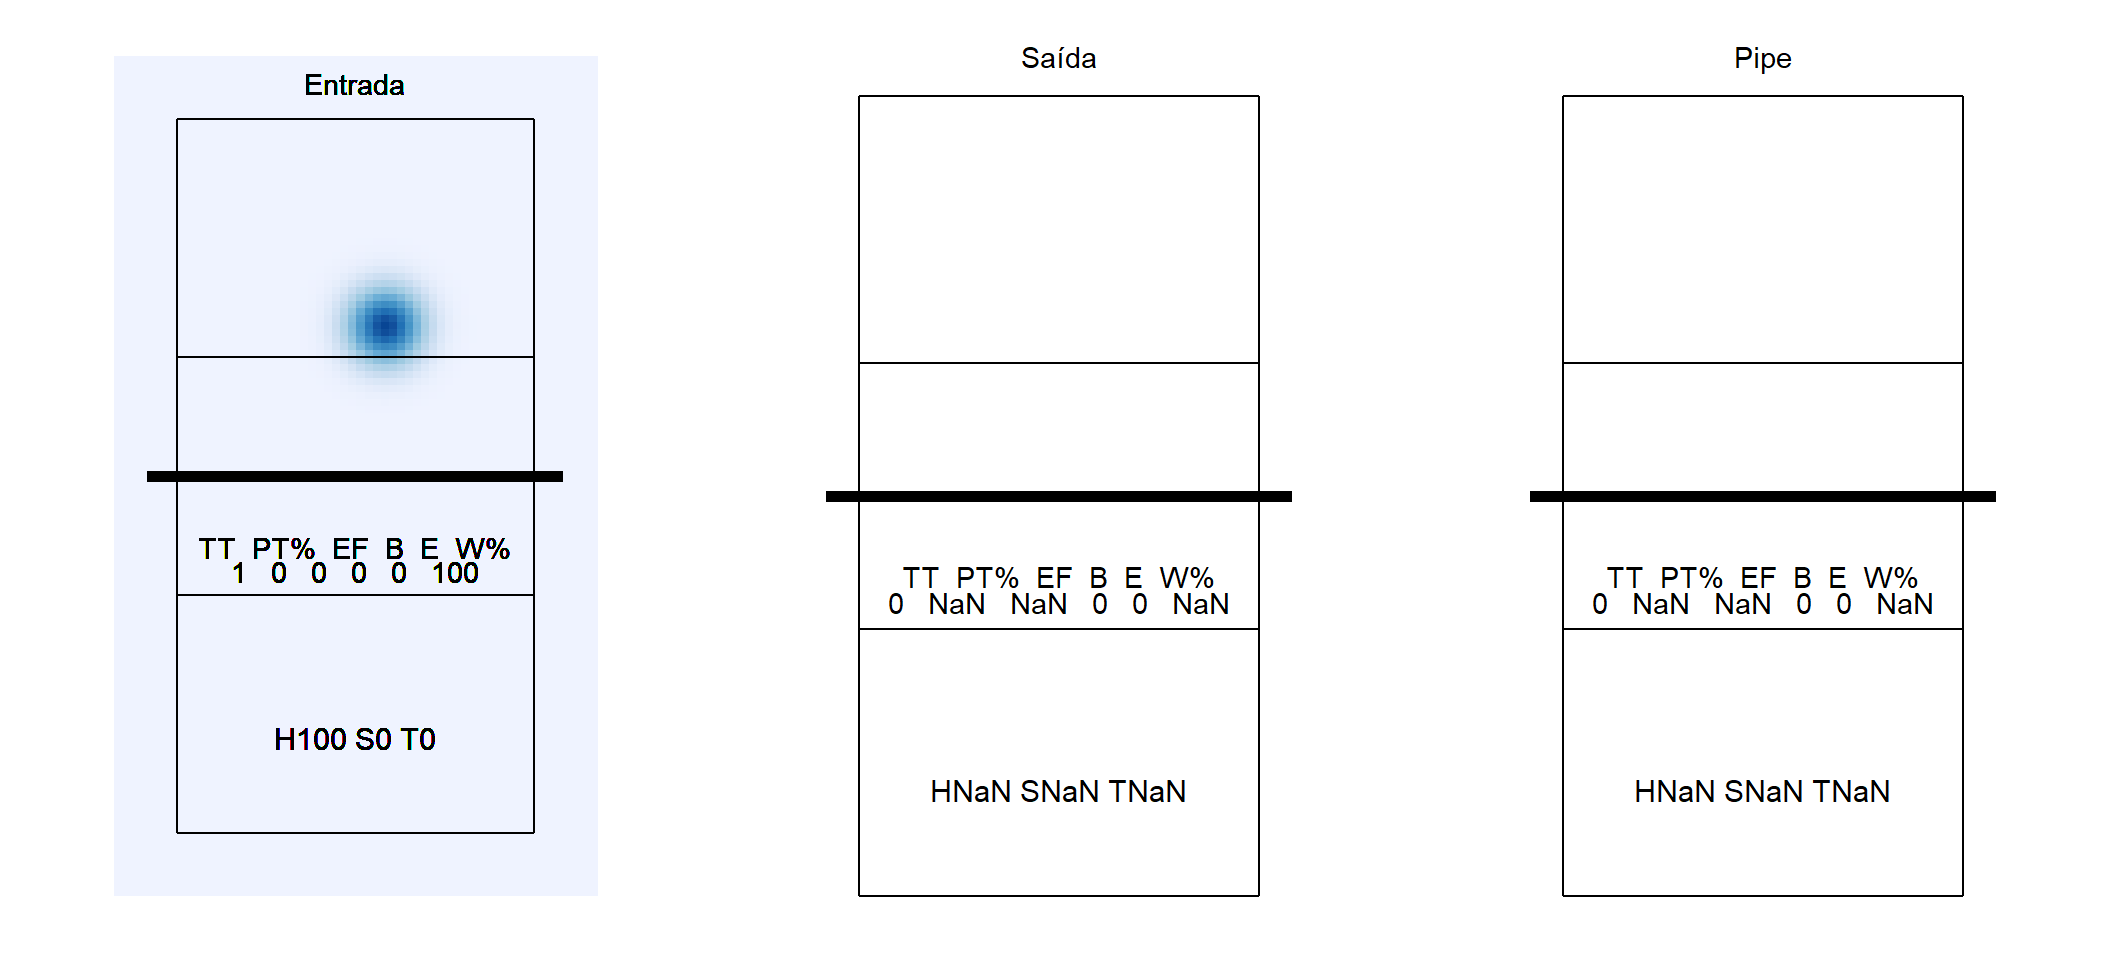 Entrada
TT PT% EF B E W%
1 0 0 0 0 100
H100 S0 T0
Saída
TT PT% EF B E W%
0 NaN NaN 0 0 NaN
HNaN SNaN TNaN
Pipe
TT PT% EF B E W%
0 NaN NaN 0 0 NaN
HNaN SNaN TNaN